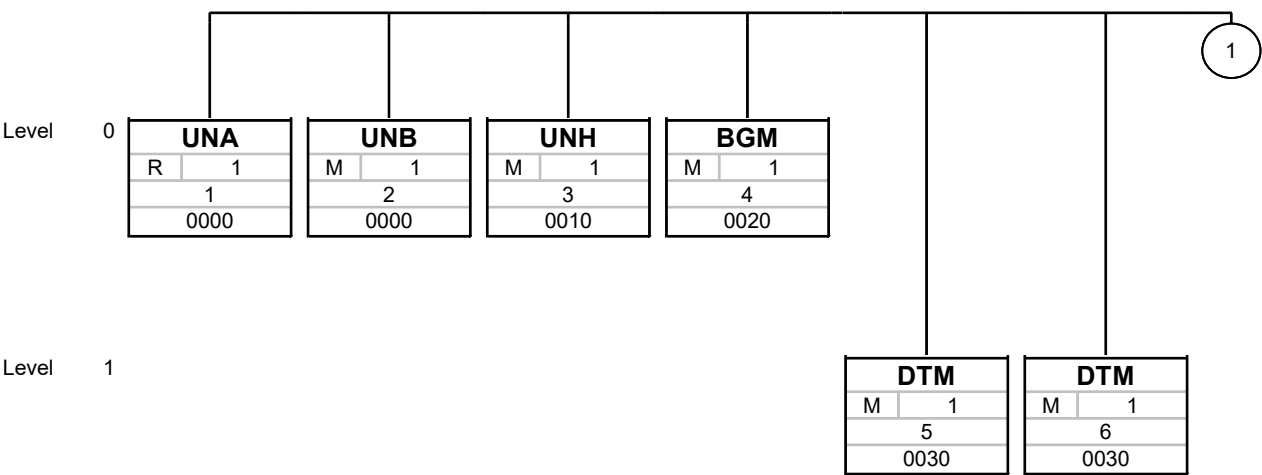 1
Level 0 UNA UNB UNH BGM
R 1 M 1 M 1 M 1
1 2 3 4
0000 0000 0010 0020
Level 1 DTM DTM
M 1 M 1
5 6
0030 0030